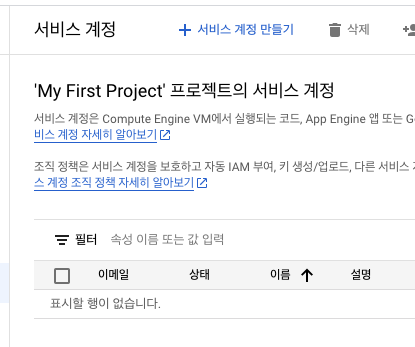 서비스 계정
서비스 계정 만들기
삭제
'My First Project' 프로젝트의 서비스 계정
서비스 계정은 Compute Engine VM에서 실행되는 코드, App Engine 앱 또는
비스 계정 자세히 알아보기
조직 정책은 서비스 계정을 보호하고 자동 IAM 부여, 키 생성/업로드, 다른 서비스
스 계정 조직 정책 자세히 알아보기
필터 속성 이름 또는 값 입력
이메일 상태 이름 설명
표시할 행이 없습니다.